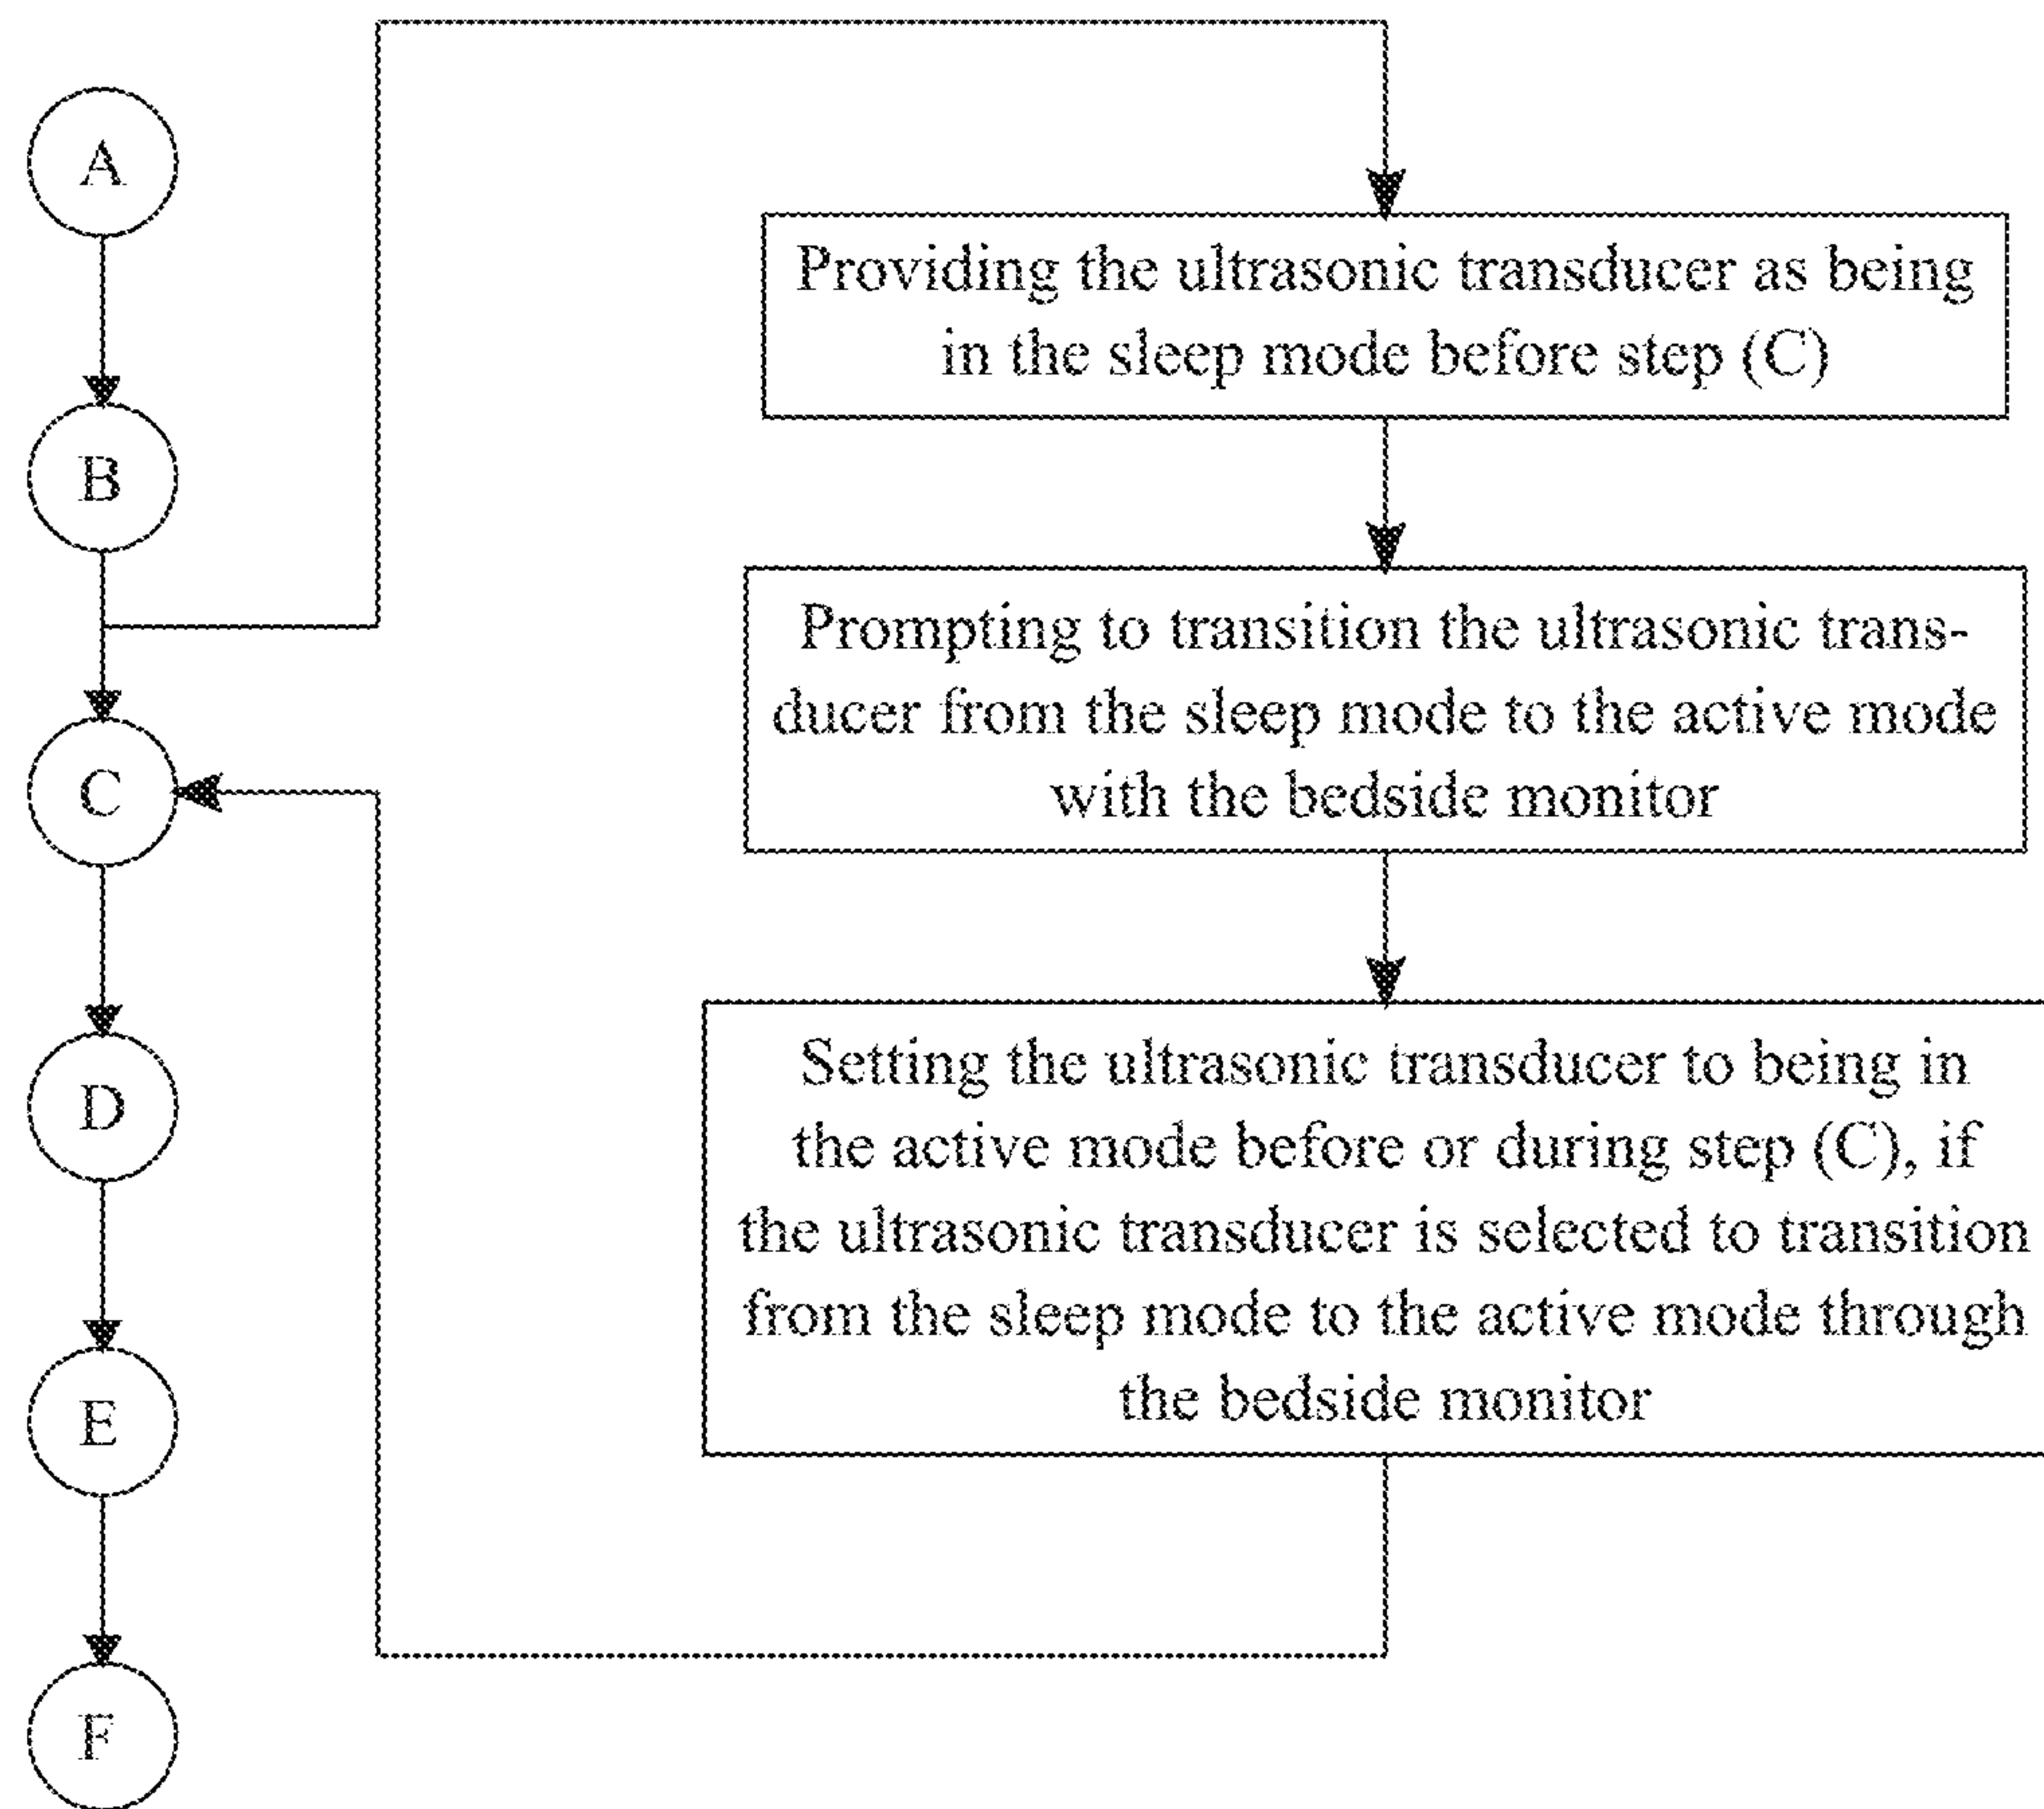 A
B
C
D
E
F
Providing the ultrasonic transducer as being
in the sleep mode before step (C)
Prompting to transition the ultrasonic trans-
ducer from the sleep mode to the active mode
with the bedside monitor
Setting the ultrasonic transducer to being in
the active mode before or during step (C), if
the ultrasonic transducer is selected to transition
from the sleep mode to the active mode through
the bedside monitor